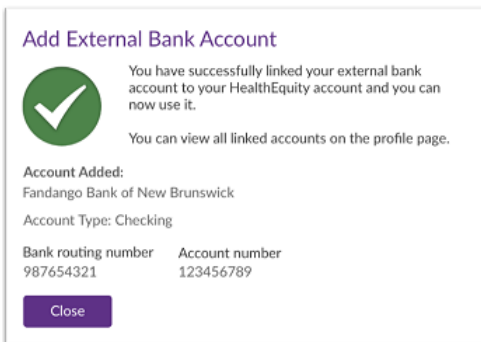 Add External Bank Account
You have successfully linked your external bank
account to your HealthEquity account and you can
now use it.
You can view all linked accounts on the profile page.
Account Added:
Fandango Bank of New Brunswick
Account Type: Checking
Bank routing number Account number
987654321 123456789
Close